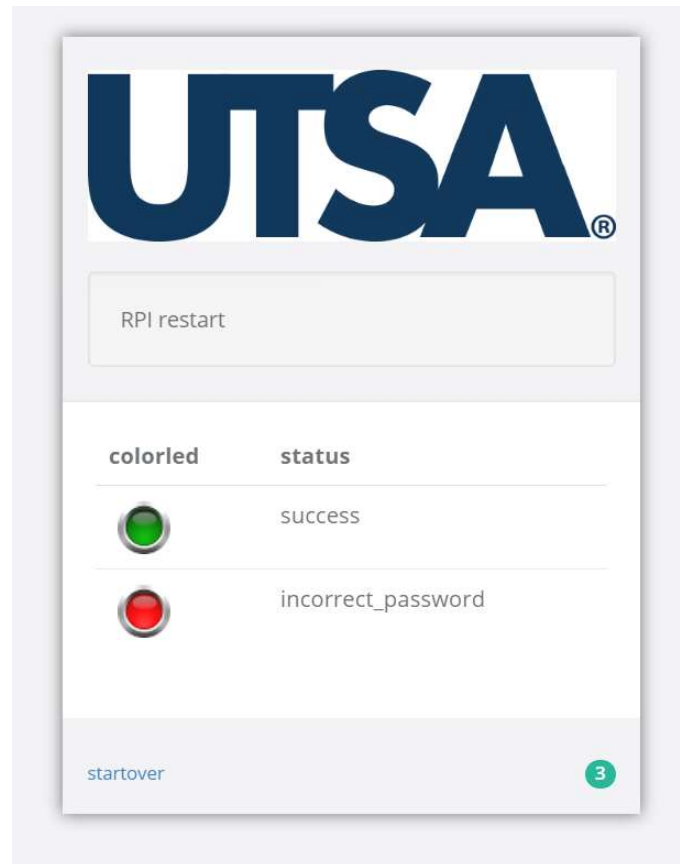 UTSA®
RPI restart
colorled status
success
incorrect_password
startover 3